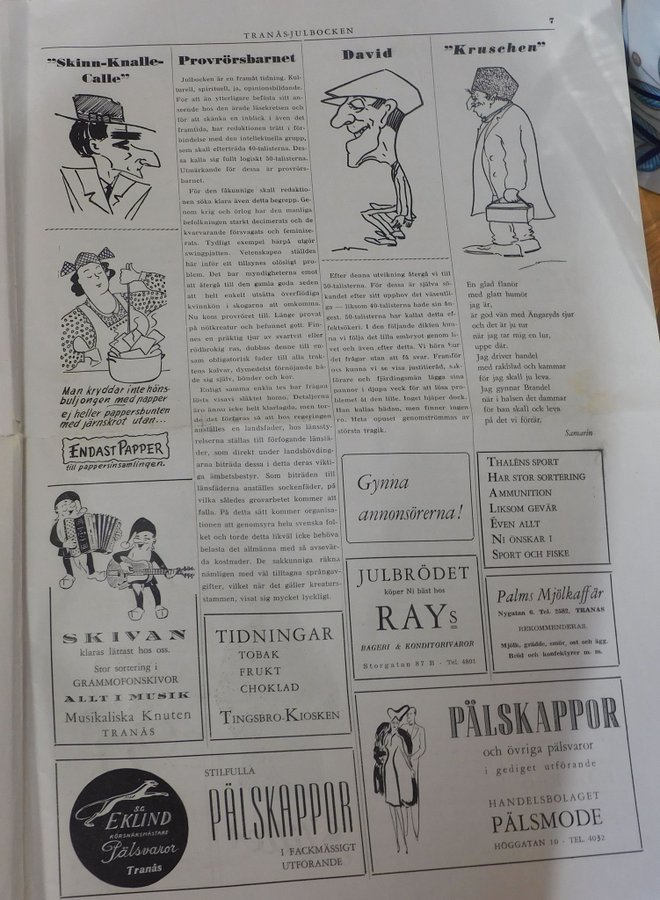 TRANÅS-JULBOCKEN
7
"Skinn-Knalle-
Calle"
Man kryddar inte höns-
buljongen med papper
ej heller pappersbunten
med järnskrot utan...
ENDAST PAPPER
till pappersinsamlingen.
SKIVAN
klaras lättast hos oss.
Stor sortering i
GRAMMOFONSKIVOR
ALLT I MUSIK
Musikaliska Knuten
TRANÅS
Provrörsbarnet
Julbocken är en framåt tidning. Kul-
turell, spirituell, ja, opinionsbildande.
För att än ytterligare befästa sitt an-
seende hos den ärade läsekretsen och
för att skänka en inblick i även det
framtida, har redaktionen trätt i för-
bindelse med den intellektuella grupp,
som skall efterträda 40-talisterna. Des-
sa kalla sig fullt logiskt 50-talisterna.
Utmärkande för dessa är provrörs-
barnet.
För den fåkunnige skall redaktio-
nen söka klara även detta begrepp. Ge-
nom krig och örlog har den manliga
befolkningen starkt decimerats och de
kvarvarande försvagats och feminise-
rats. Tydligt exempel härpå utgör
swingpjatten. Vetenskapen ställdes
här inför ett tillsynes olösligt pro-
blem. Det bar myndigheterna emot
att återgå till den gamla goda seden
att helt enkelt utsätta överflödiga
kvinnkön i skogarna att omkomma.
Nu kom provröret till. Länge provat
på nötkreatur och befunnet gott. Fin-
nes en präktig tjur av svartvit eller
rödbrokig ras, dubbas denne till en-
sam obligatorisk fader till alla trak-
tens kalvar, dymedelst förnöjande bå-
de sig själv, bönder och kor.
Enligt samma enkla tes har frågan
lösts visavi släktet homo. Detaljerna
äro ännu icke helt klarlagda, men tor-
de det förfaras så att hos regeringen
anställes en landsfader, hos länssty-
relserna ställas till förfogande länsfä-
der, som direkt under landshövding-
arna biträda dessa i detta deras vikti-
ga ämbetsbestyr. Som biträden till
länsfäderna anställes sockenfäder, på
vilka således grovarbetet kommer att
falla. På detta sätt kommer organisa-
tionen att genomsyra hela svenska fol-
ket och torde detta likväl icke behöva
belasta det allmänna med så avsevär-
da kostnader. De sakkunniga räkna
nämligen med väl tilltagna språngav-
gifter, vilket när det gäller kreaturs-
stammen, visat sig mycket lyckligt.
TIDNINGAR
TOBAK
FRUKT
CHOKLAD
TINGSBRO-KIOSKEN
David
Efter denna utvikning återgå vi till
50-talisterna. För dessa är själva sö-
kandet efter sitt upphov det väsentli-
ga — liksom 40-talisterna hade sin ån-
gest. 50-talisterna har kallat detta ef-
fektsökeri. I den följande dikten kun-
na vi följa det lilla embryot genom li-
vet och även efter detta. Vi höra hur
det frågar utan att få svar. Framför
oss kunna vi se visa justitieråd, sak-
förare och fjärdingsmän lägga sina
pannor i djupa veck för att lösa pro-
blemet åt den lille. Inget hjälper dock.
Han kallas bådan, men finner ingen
ro. Hela opuset genomströmmas av
största tragik.
Gynna
annonsörerna!
JULBRÖDET
köper Ni bäst hos
RAYS
BAGERI & KONDITORIVAROR
Storgatan 87 B - Tel. 4801
"Kruschen"
En glad flanör
med glatt humör
jag är,
är god vän med Ängaryds tjur
och det är ju tur
när jag tar mig en lur,
uppe där.
Jag driver handel
med rakblad och kammar
för jag skall ju leva.
Jag gynnar Brandel
när i halsen det dammar
för han skall ock leva
på det vi förtär.
Samarin
THALÉNS SPORT
HAR STOR SORTERING
AMMUNITION
LIKSOM GEVÄR
ÉVEN ALLT
NI ÖNSKAR I
SPORT OCH FISKE
Palms Mjölkaffär
Nygatan 6. Tel. 2582. TRANÅS
REKOMMENDERAS.
Mjölk, grädde, smör, ost och ägg.
Bröd och konfektyrer m. m.
S.G.
EKLIND
KÖRSNÄRSMÄSTARE
Pälsvaror
Tranås
STILFULLA
PÄLSKAPPOR
I FACKMÄSSIGT
UTFÖRANDE
PÄLSKAPPOR
och övriga pälsvaror
i gediget utförande
HANDELSBOLAGET
PÄLSMODE
HÖGGATAN 10 - TEL. 4032